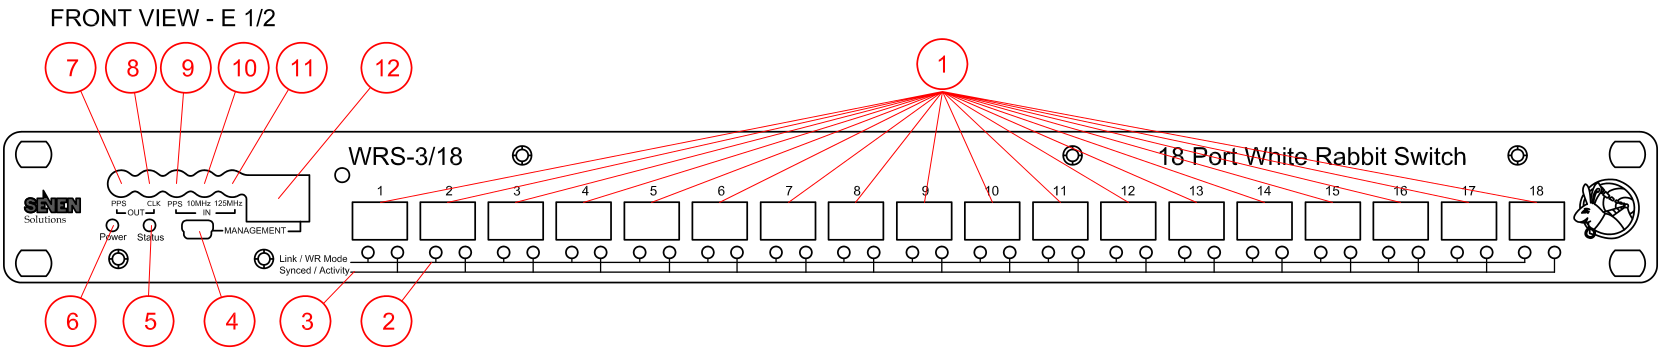 FRONT VIEW - E 1/2
7 8 9 10 11 12 1
WRS-3/18 18 Port White Rabbit Switch
1 2 3 4 5 6 7 8 9 10 11 12 13 14 15 16 17 18
SEVEN
Solutions
PPS CLK PPS 10MHz 125MHz
OUT IN
MANAGEMENT
Power Status
Link / WR Mode
Synced / Activity
6 5 4 3 2